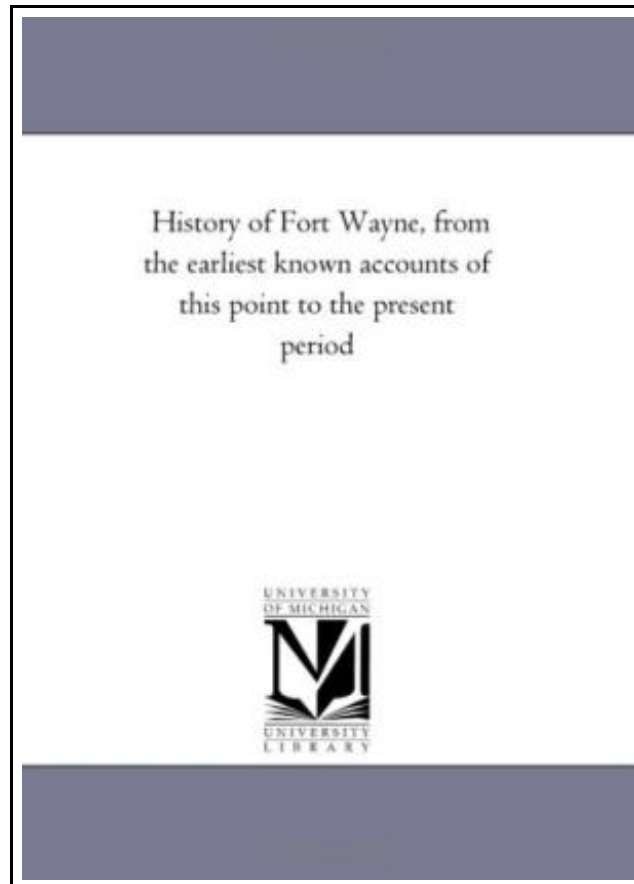 History of Fort Wayne, from
the earliest known accounts of
this point to the present
period
UNIVERSITY
OF MICHIGAN
UNIVERSITY
LIBRARY